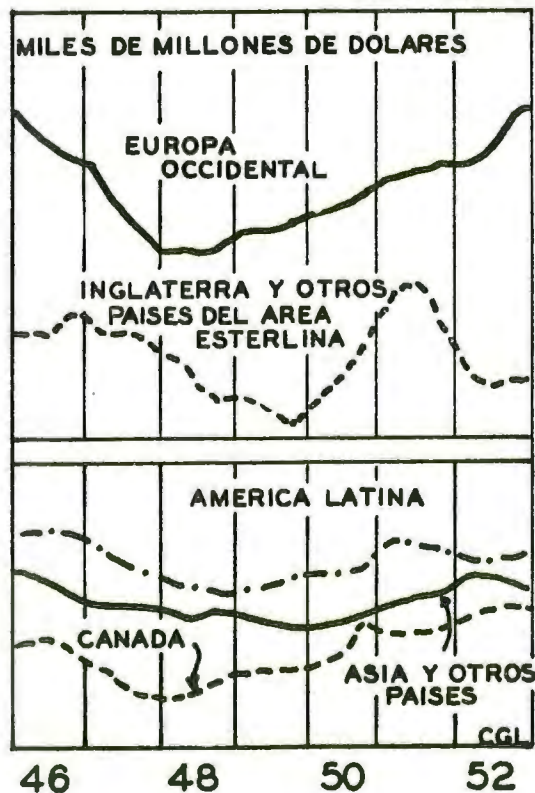 MILES DE MILLONES DE DOLARES
EUROPA
OCCIDENTAL
INGLATERRA Y OTROS
PAISES DEL AREA
ESTERLINA
AMERICA LATINA
CANADA
ASIA Y OTROS
PAISES
CGL
46 48 50 52